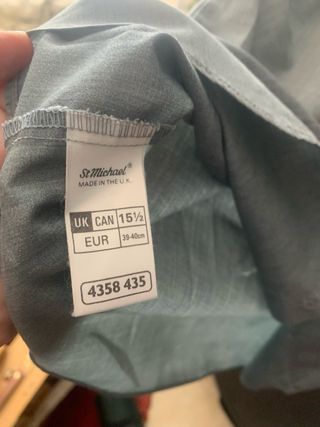 St Michael®
MADE IN THE U.K.
UK CAN 15½
EUR 39-40cm
4358 435